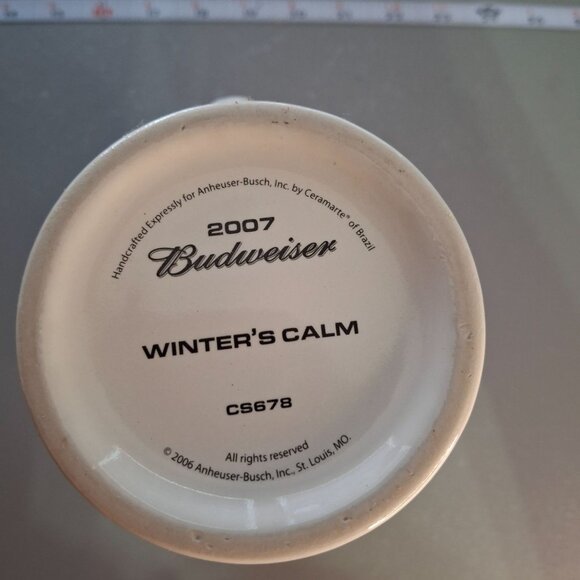 Handcrafted Expressly for Anheuser-Busch, Inc. by Ceramarte® of Brazil
2007
Budweiser
WINTER'S CALM
CS678
All rights reserved
© 2006 Anheuser-Busch, Inc., St. Louis, MO.